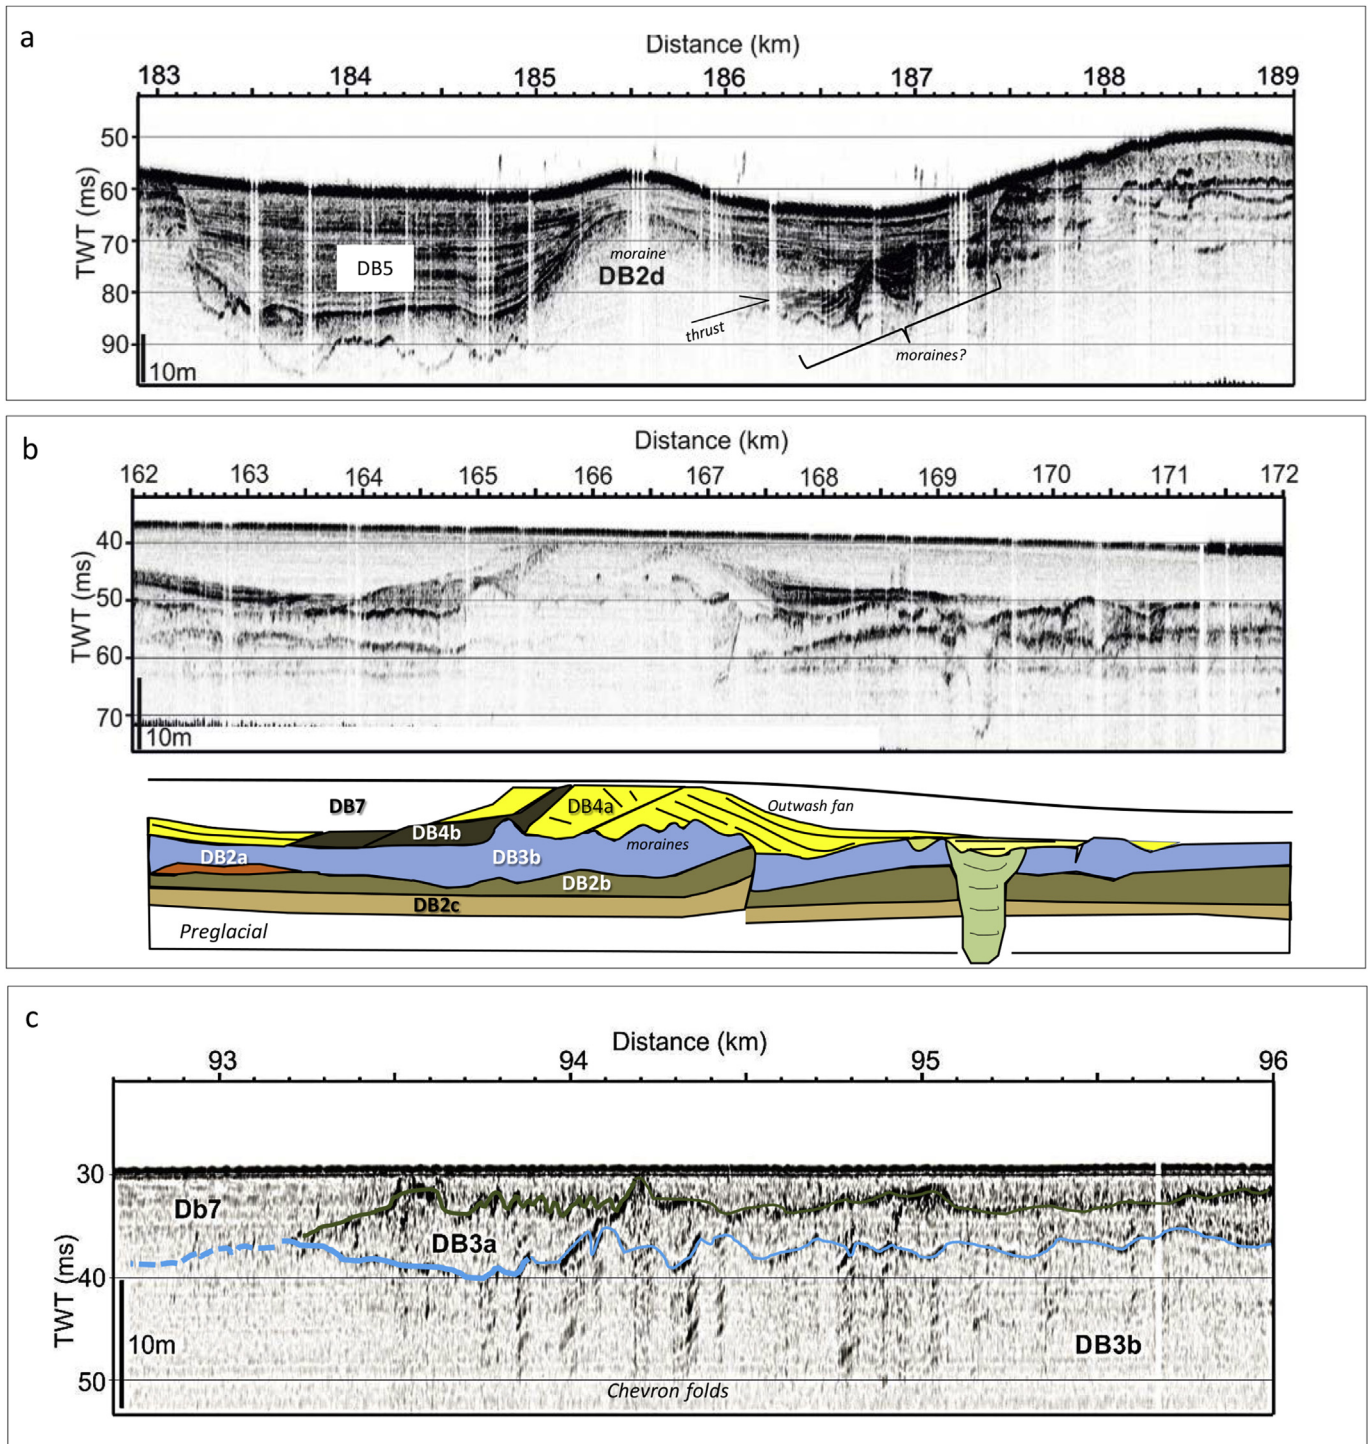 a
Distance (km)
183 184 185 186 187 188 189
50
60
70
80
90
TWT (ms)
DB5
moraine
DB2d
thrust
moraines?
10m
b
Distance (km)
162 163 164 165 166 167 168 169 170 171 172
40
50
60
70
TWT (ms)
10m
DB7
DB4a
Outwash fan
DB4b
moraines
DB2a
DB3b
DB2b
DB2c
Preglacial
c
Distance (km)
93 94 95 96
30
40
50
TWT (ms)
Db7
DB3a
10m
DB3b
Chevron folds